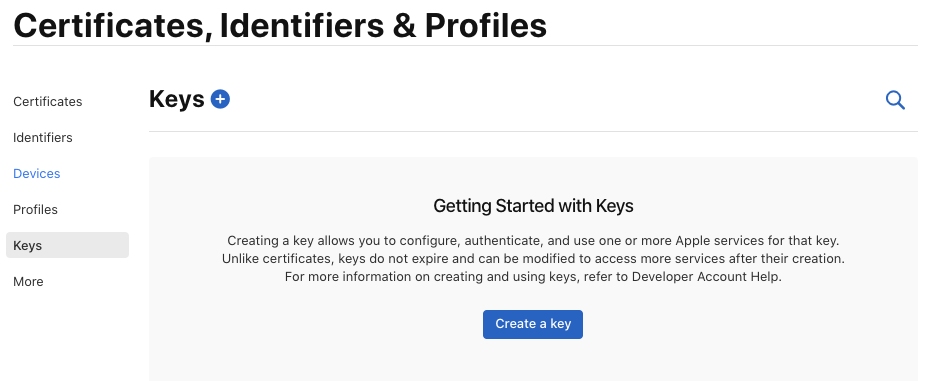 Certificates, Identifiers & Profiles
Certificates
Identifiers
Devices
Profiles
Keys
More
Keys
Getting Started with Keys
Creating a key allows you to configure, authenticate, and use one or more Apple services for that key.
Unlike certificates, keys do not expire and can be modified to access more services after their creation.
For more information on creating and using keys, refer to Developer Account Help.
Create a key